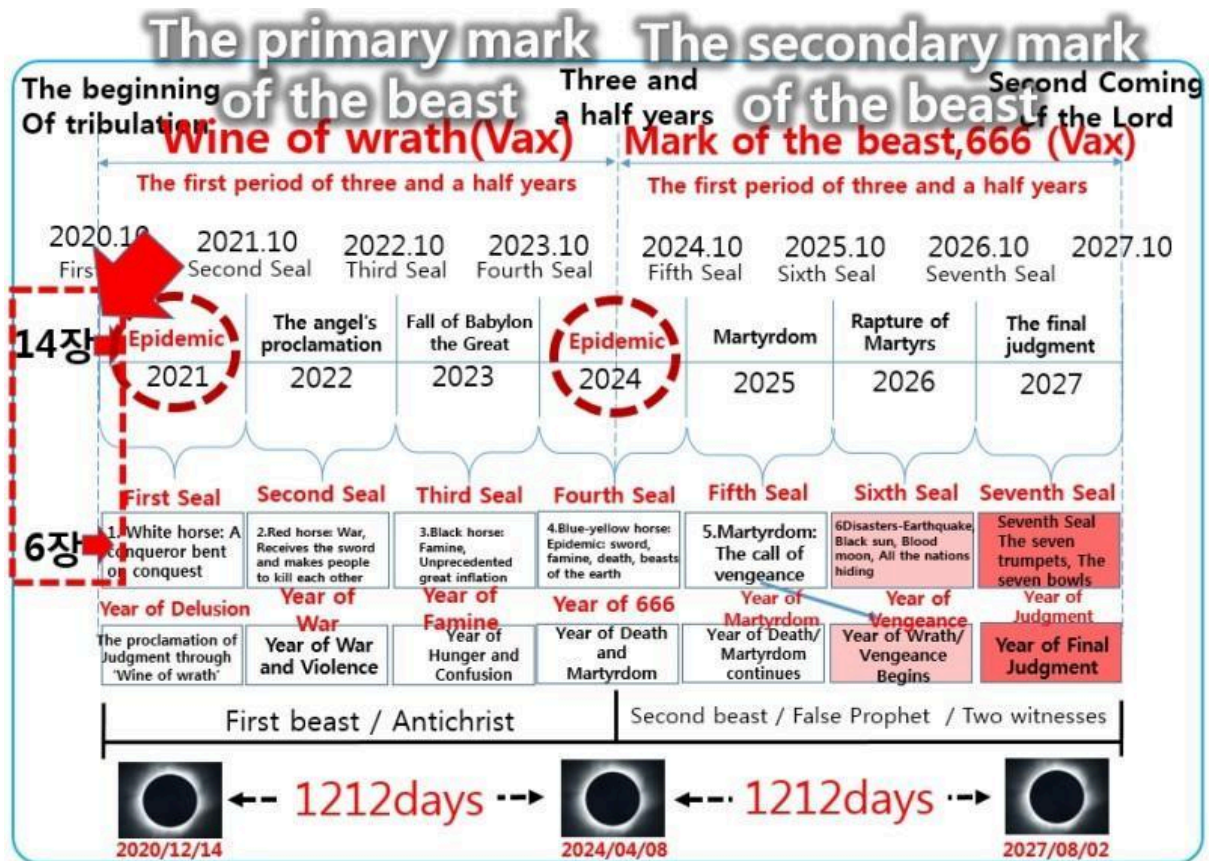 The primary mark
of the beast
The secondary mark
of the beast
The beginning
Of tribulation
Three and
a half years
Second Coming
of the Lord
Wine of wrath(Vax)
Mark of the beast,666 (Vax)
The first period of three and a half years
The first period of three and a half years
2020.10
2021.10
2022.10
2023.10
2024.10
2025.10
2026.10
2027.10
First
Second Seal
Third Seal
Fourth Seal
Fifth Seal
Sixth Seal
Seventh Seal
14장
Epidemic
2021
The angel's
proclamation
2022
Fall of Babylon
the Great
2023
Epidemic
2024
Martyrdom
2025
Rapture of
Martyrs
2026
The final
judgment
2027
6장
First Seal
Second Seal
Third Seal
Fourth Seal
Fifth Seal
Sixth Seal
Seventh Seal
1. White horse: A
conqueror bent
on conquest
2.Red horse: War,
Receives the sword
and makes people
to kill each other
3.Black horse:
Famine,
Unprecedented
great inflation
4.Blue-yellow horse:
Epidemic: sword,
famine, death, beasts
of the earth
5.Martyrdom:
The call of
vengeance
6Disasters-Earthquake,
Black sun, Blood
moon, All the nations
hiding
Seventh Seal
The seven
trumpets, The
seven bowls
Year of Delusion
Year of
War
Year of
Famine
Year of 666
Year of
Martyrdom
Year of
Vengeance
Year of
Judgment
The proclamation of
Judgment through
'Wine of wrath'
Year of War
and Violence
Year of
Hunger and
Confusion
Year of Death
and
Martyrdom
Year of Death/
Martyrdom
continues
Year of Wrath/
Vengeance
Begins
Year of Final
Judgment
First beast / Antichrist
Second beast / False Prophet / Two witnesses
1212days
1212days
2020/12/14
2024/04/08
2027/08/02